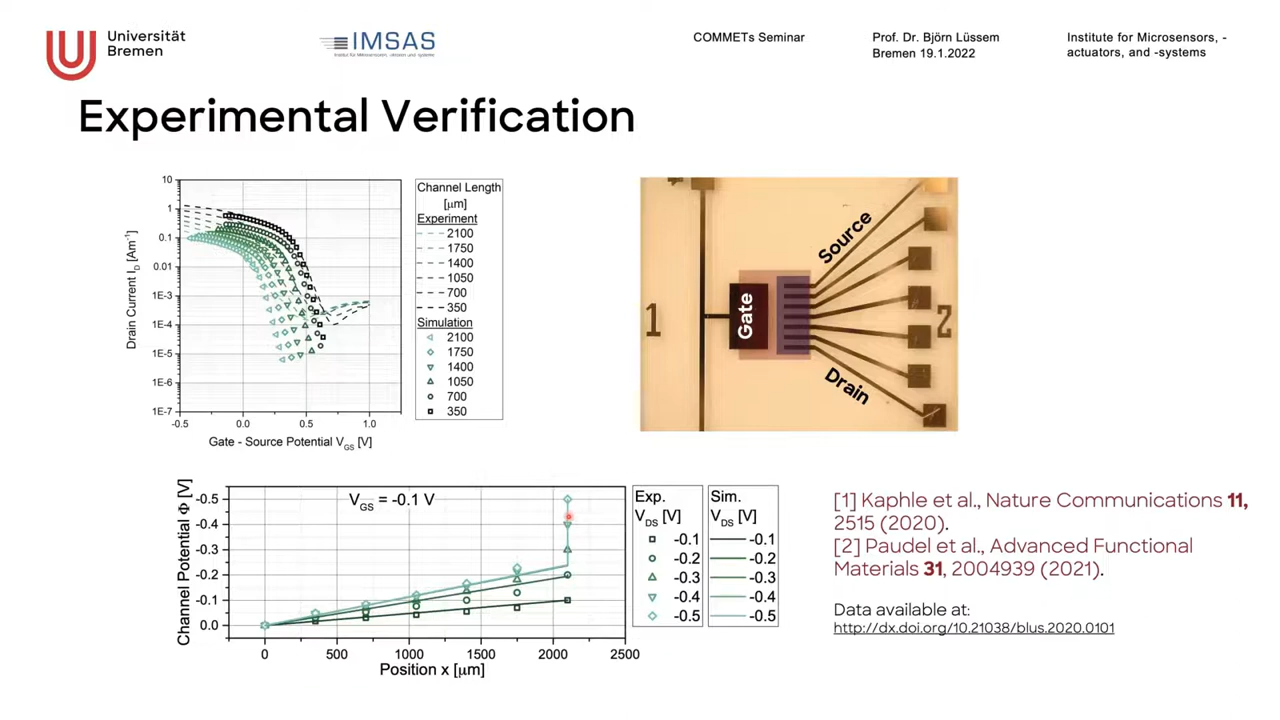 Universität
Bremen
IMSAS
Institut für Mikrosensoren, -aktoren und -systeme
COMMETs Seminar
Prof. Dr. Björn Lüssem
Bremen 19.1.2022
Institute for Microsensors, -
actuators, and -systems
Experimental Verification
10
1
0.1
0.01
1E-3
1E-4
1E-5
1E-6
1E-7
Drain Current I_D [Am⁻¹]
-0.5 0.0 0.5 1.0
Gate - Source Potential V_GS [V]
Channel Length
[μm]
Experiment
2100
1750
1400
1050
700
350
Simulation
2100
1750
1400
1050
700
350
1
Gate
Source
Drain
2
Channel Potential Φ [V]
-0.5
-0.4
-0.3
-0.2
-0.1
0.0
V_GS = -0.1 V
0 500 1000 1500 2000 2500
Position x [μm]
Exp.
V_DS [V]
-0.1
-0.2
-0.3
-0.4
-0.5
Sim.
V_DS [V]
-0.1
-0.2
-0.3
-0.4
-0.5
[1] Kaphle et al., Nature Communications 11,
2515 (2020).
[2] Paudel et al., Advanced Functional
Materials 31, 2004939 (2021).
Data available at:
http://dx.doi.org/10.21038/blus.2020.0101